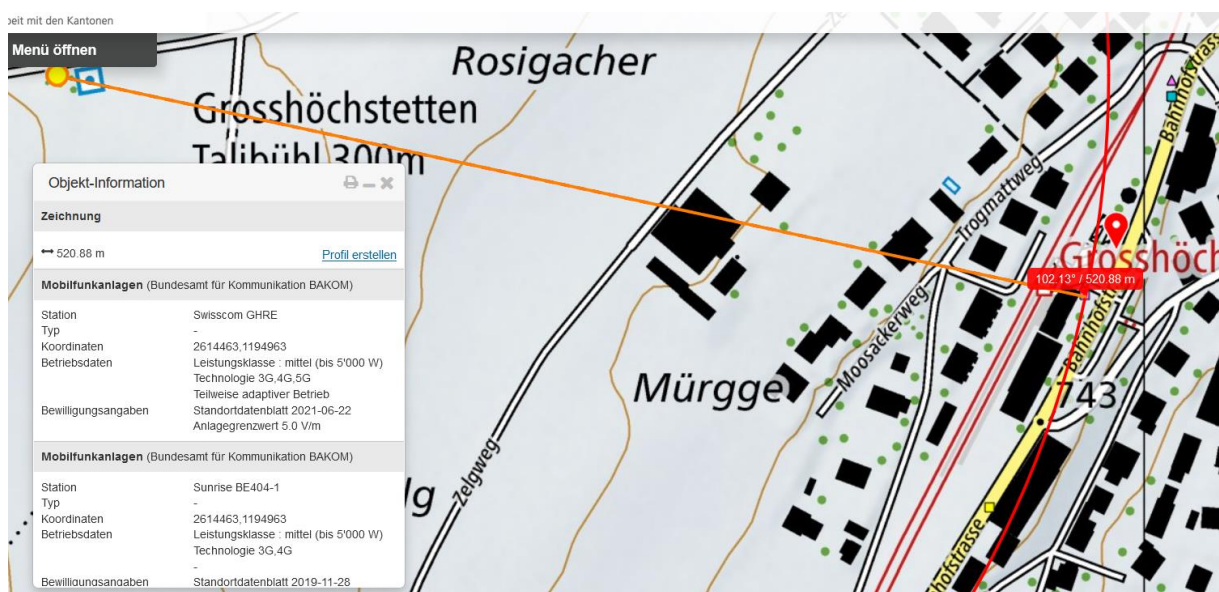 beit mit den Kantonen
Menü öffnen
Rosigacher
Grosshöchstetten
Talibühl 300m
Bahnhofstrasse
Trogmattweg
Grosshöch
102.13° / 520.88 m
Moosackerweg
Bahnhofstrasse
Mürgge
743
Zelgweg
lg
hofstrasse
Objekt-Information
Zeichnung
520.88 m Profil erstellen
Mobilfunkanlagen (Bundesamt für Kommunikation BAKOM)
Station Swisscom GHRE
Typ -
Koordinaten 2614463,1194963
Betriebsdaten Leistungsklasse : mittel (bis 5'000 W)
Technologie 3G,4G,5G
Teilweise adaptiver Betrieb
Bewilligungsangaben Standortdatenblatt 2021-06-22
Anlagegrenzwert 5.0 V/m
Mobilfunkanlagen (Bundesamt für Kommunikation BAKOM)
Station Sunrise BE404-1
Typ -
Koordinaten 2614463,1194963
Betriebsdaten Leistungsklasse : mittel (bis 5'000 W)
Technologie 3G,4G
-
Bewilligungsangaben Standortdatenblatt 2019-11-28